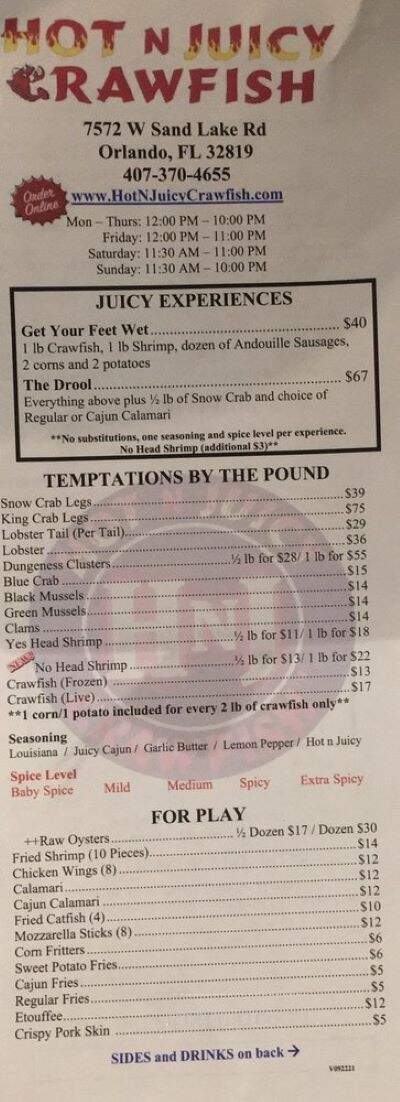 HOT N JUICY
CRAWFISH
7572 W Sand Lake Rd
Orlando, FL 32819
407-370-4655
Order
Online
www.HotNJuicyCrawfish.com
Mon – Thurs: 12:00 PM – 10:00 PM
Friday: 12:00 PM – 11:00 PM
Saturday: 11:30 AM – 11:00 PM
Sunday: 11:30 AM – 10:00 PM
JUICY EXPERIENCES
Get Your Feet Wet.......... $40
1 lb Crawfish, 1 lb Shrimp, dozen of Andouille Sausages,
2 corns and 2 potatoes
The Drool.......... $67
Everything above plus ½ lb of Snow Crab and choice of
Regular or Cajun Calamari
**No substitutions, one seasoning and spice level per experience.
No Head Shrimp (additional $3)**
TEMPTATIONS BY THE POUND
Snow Crab Legs.......... $39
King Crab Legs.......... $75
Lobster Tail (Per Tail).......... $29
Lobster .......... $36
Dungeness Clusters.......... ½ lb for $28/ 1 lb for $55
Blue Crab .......... $15
Black Mussels.......... $14
Green Mussels.......... $14
Clams .......... $14
Yes Head Shrimp .......... ½ lb for $11/ 1 lb for $18
NEW! No Head Shrimp .......... ½ lb for $13/ 1 lb for $22
Crawfish (Frozen) .......... $13
Crawfish (Live).......... $17
**1 corn/1 potato included for every 2 lb of crawfish only**
Seasoning
Louisiana / Juicy Cajun / Garlic Butter / Lemon Pepper / Hot n Juicy
Spice Level
Baby Spice Mild Medium Spicy Extra Spicy
FOR PLAY
++Raw Oysters.......... ½ Dozen $17 / Dozen $30
Fried Shrimp (10 Pieces).......... $14
Chicken Wings (8) .......... $12
Calamari.......... $12
Cajun Calamari .......... $12
Fried Catfish (4).......... $10
Mozzarella Sticks (8) .......... $12
Corn Fritters.......... $6
Sweet Potato Fries.......... $6
Cajun Fries.......... $5
Regular Fries.......... $5
Etouffee.......... $12
Crispy Pork Skin .......... $5
SIDES and DRINKS on back →
V092221